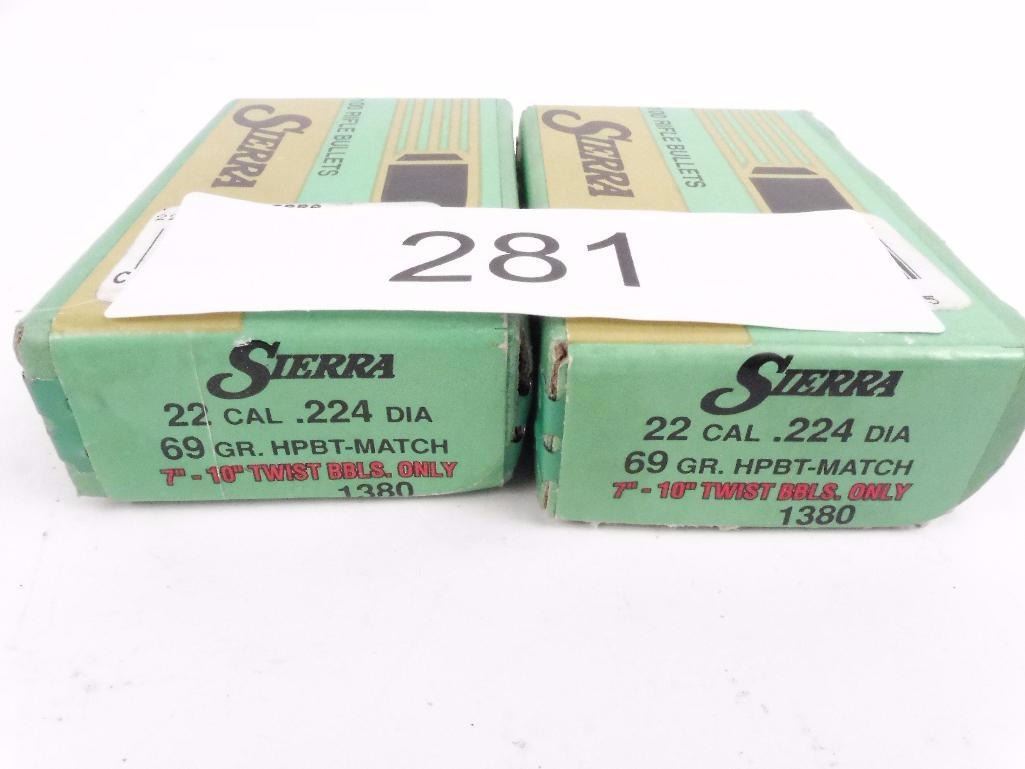 100 RIFLE BULLETS
SIERRA
100 RIFLE BULLETS
SIERRA
281
SIERRA
22 CAL .224 DIA
69 GR. HPBT-MATCH
7" - 10" TWIST BBLS. ONLY
1380
SIERRA
22 CAL .224 DIA
69 GR. HPBT-MATCH
7" - 10" TWIST BBLS. ONLY
1380